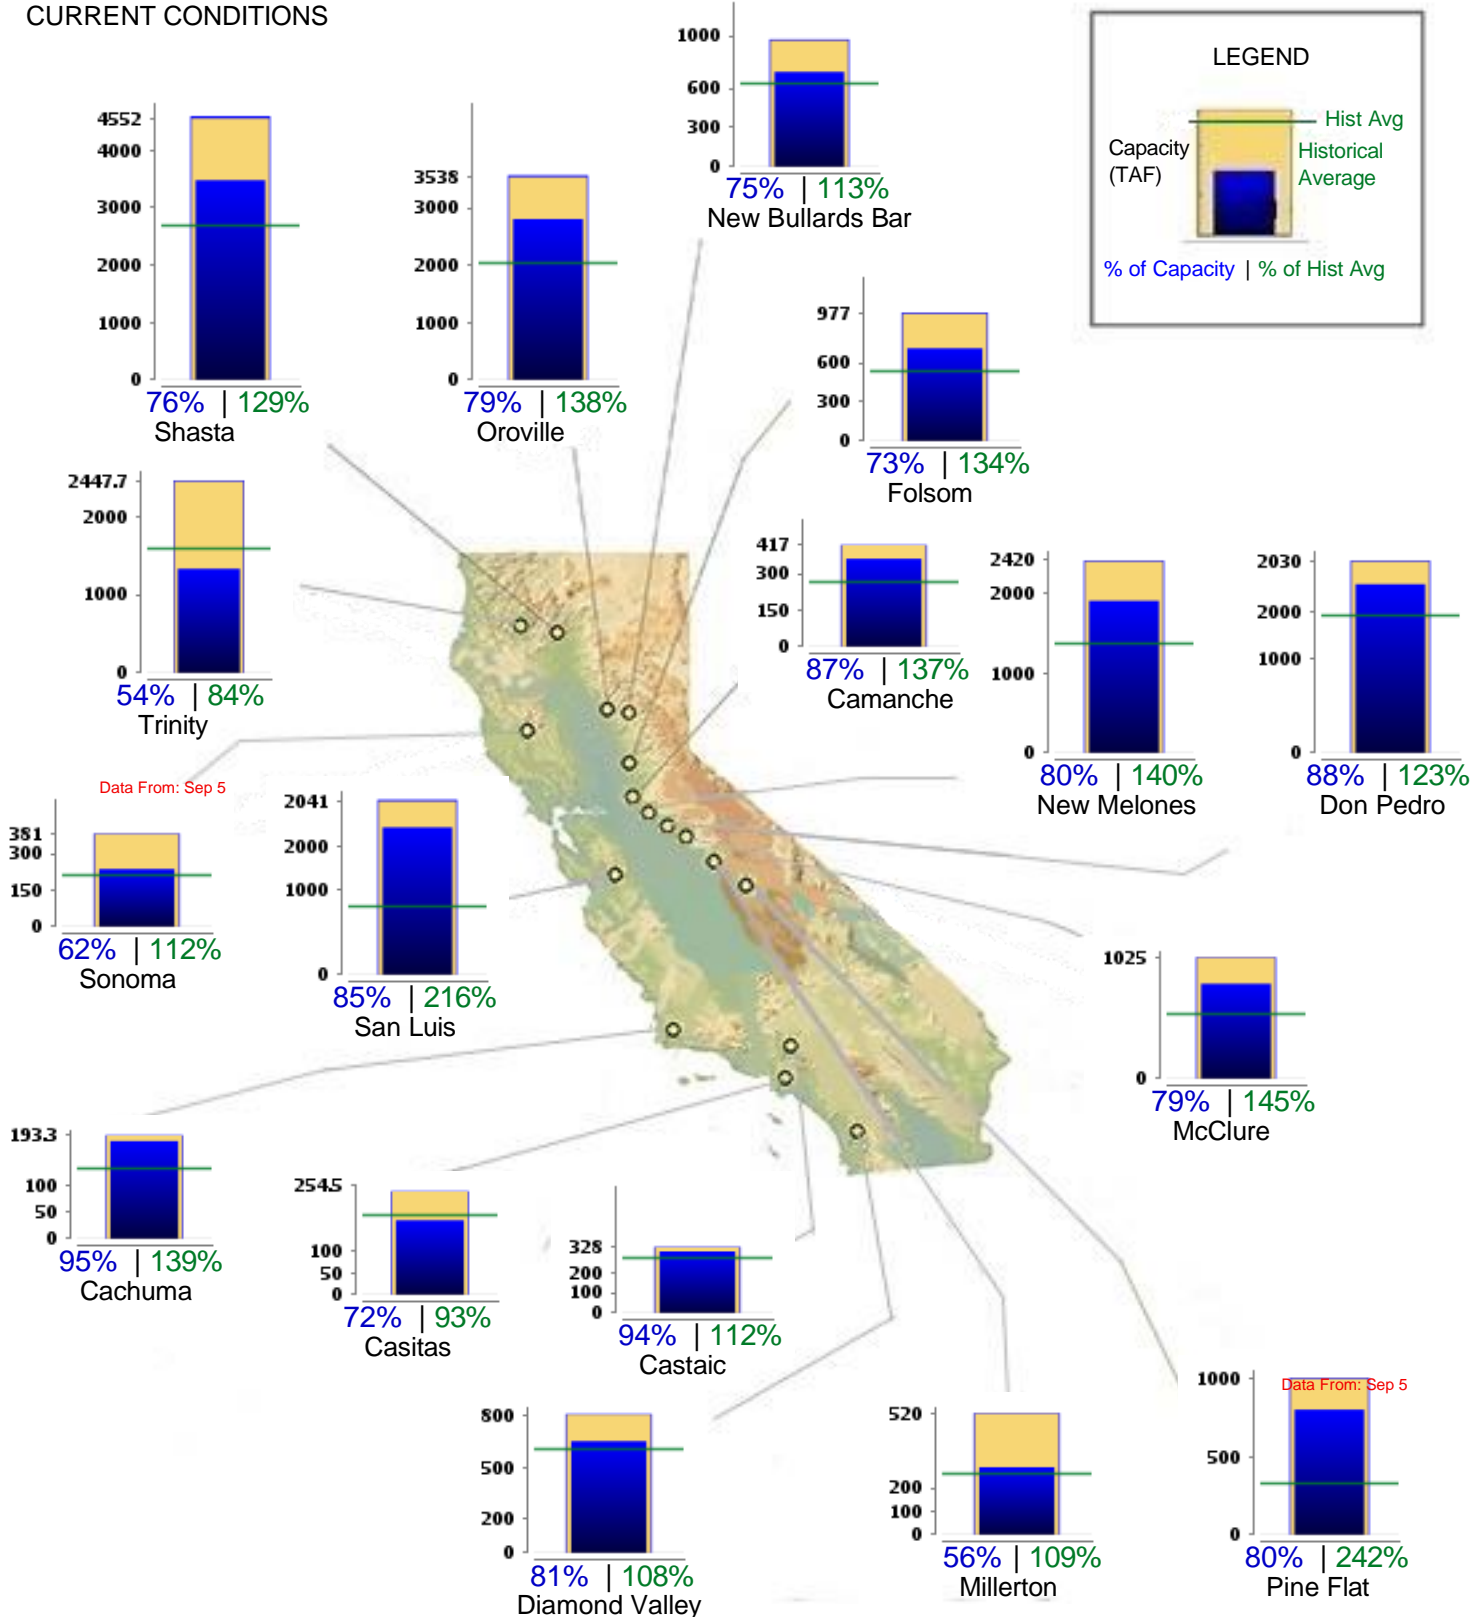 CURRENT CONDITIONS
1000
600
300
0
75% | 113%
New Bullards Bar
LEGEND
Hist Avg
Capacity
(TAF)
Historical
Average
% of Capacity | % of Hist Avg
4552
4000
3000
2000
1000
0
76% | 129%
Shasta
3538
3000
2000
1000
0
79% | 138%
Oroville
977
600
300
0
73% | 134%
Folsom
2447.7
2000
1000
0
54% | 84%
Trinity
417
300
150
0
87% | 137%
Camanche
2420
2000
1000
0
80% | 140%
New Melones
2030
2000
1000
0
88% | 123%
Don Pedro
Data From: Sep 5
381
300
150
0
62% | 112%
Sonoma
2041
2000
1000
0
85% | 216%
San Luis
1025
0
79% | 145%
McClure
193.3
100
50
0
95% | 139%
Cachuma
254.5
100
50
0
72% | 93%
Casitas
328
200
100
0
94% | 112%
Castaic
800
500
200
0
81% | 108%
Diamond Valley
520
200
100
0
56% | 109%
Millerton
1000
Data From: Sep 5
500
0
80% | 242%
Pine Flat